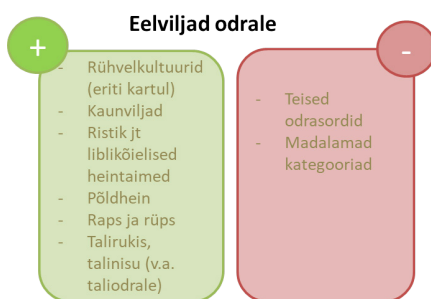 Eelviljad odrale
+
- Rühvelkultuurid
(eriti kartul)
- Kaunviljad
- Ristik jt
liblikõielised
heintaimed
- Põldhein
- Raps ja rüps
- Talirukis,
talinisu (v.a.
taliodrale)
-
- Teised
odrasordid
- Madalamad
kategooriad